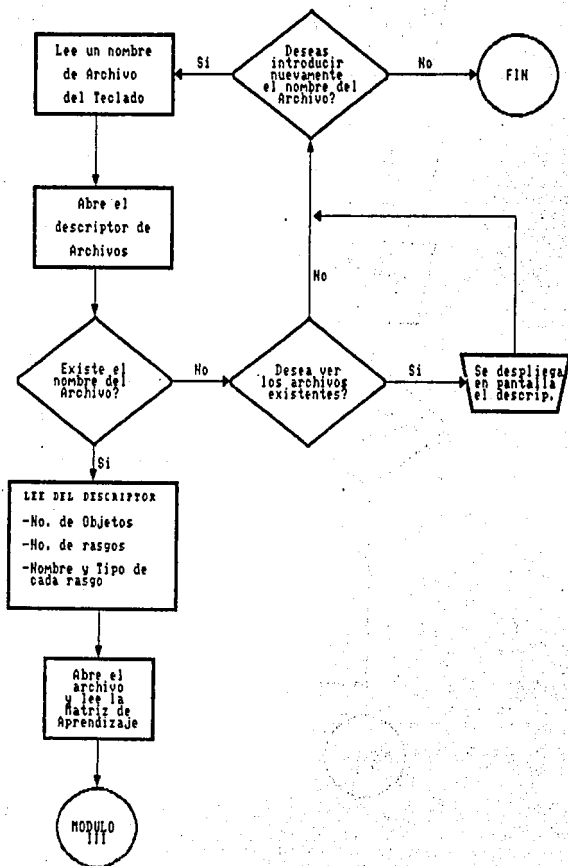 Lee un nombre
de Archivo
del Teclado
Si
Deseas
introducir
nuevamente
el nombre del
Archivo?
No
FIN
Abre el
descriptor de
Archivos
No
Existe el
nombre del
Archivo?
No
Desea ver
los archivos
existentes?
Si
Se despliega
en pantalla
el descrip.
Si
LEE DEL DESCRIPTOR
-No. de Objetos
-No. de rasgos
-Nombre y Tipo de
cada rasgo
Abre el
archivo
y lee la
Matriz de
Aprendizaje
MODULO
III